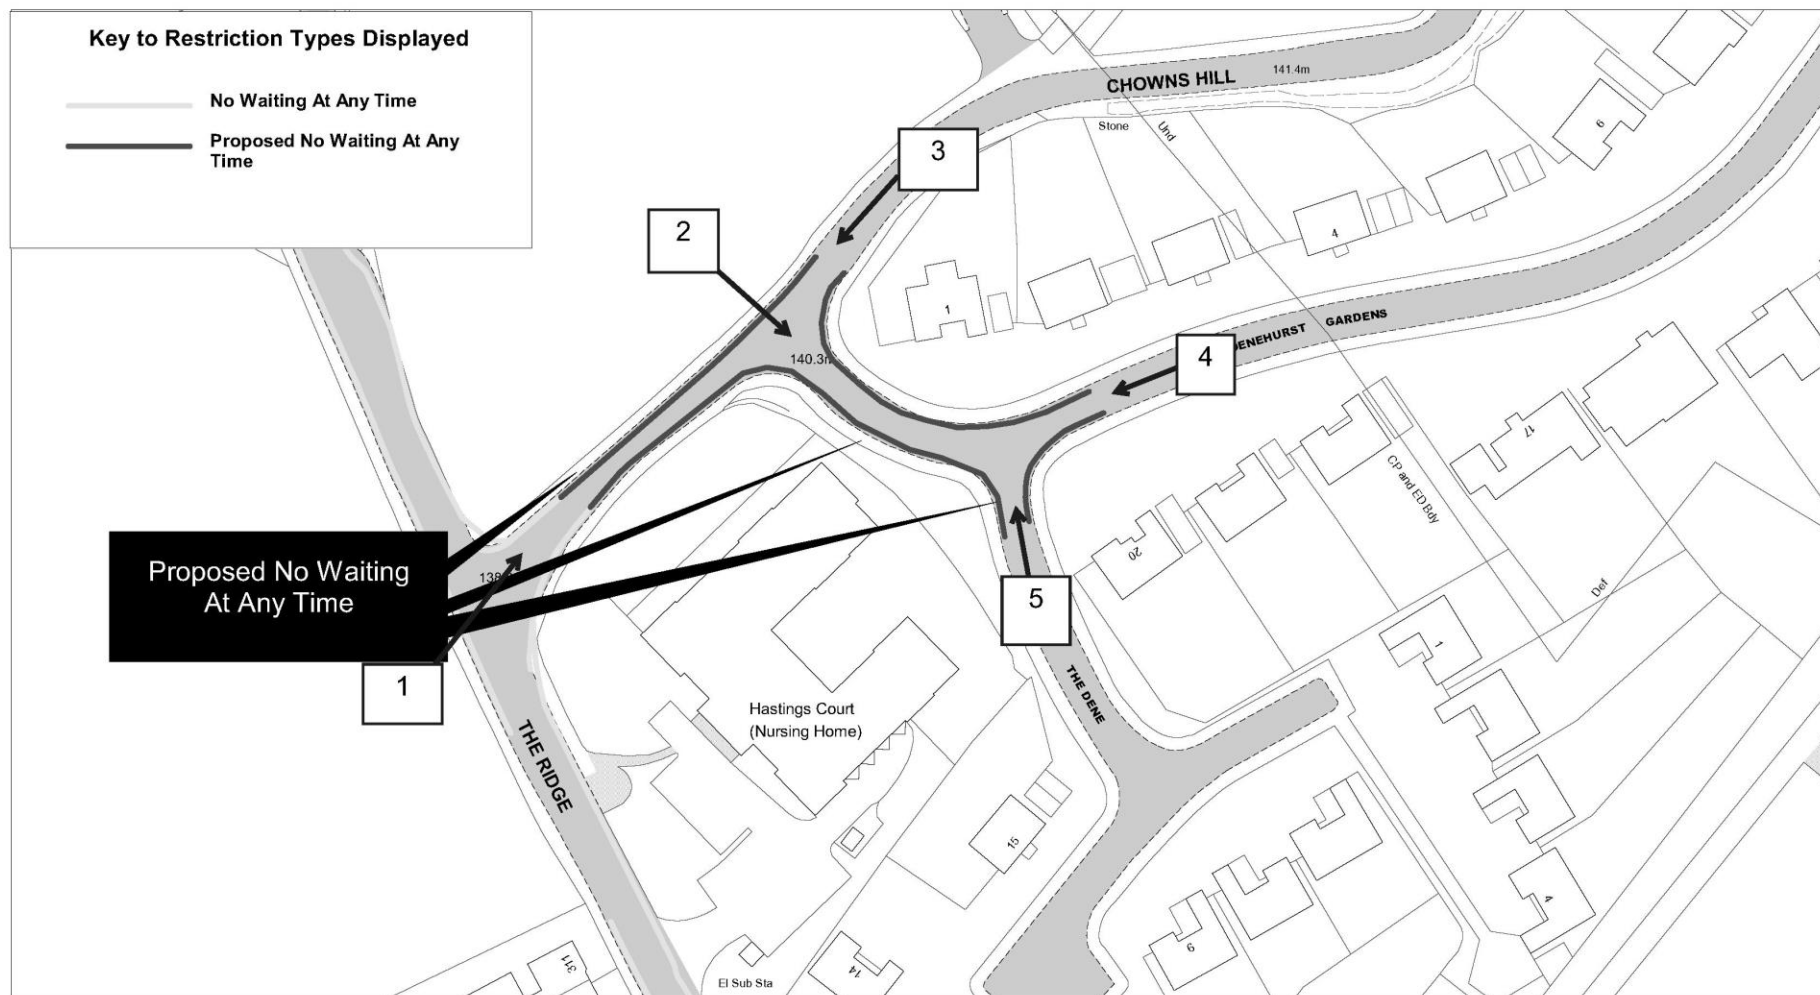 Key to Restriction Types Displayed
No Waiting At Any Time
Proposed No Waiting At Any
Time
CHOWNS HILL
141.4m
Stone
Und
6
3
2
4
1
140.3m
4
DENEHURST GARDENS
17
CP and ED Bdy
20
Def
Proposed No Waiting
At Any Time
138
5
1
1
THE RIDGE
THE DENE
Hastings Court
(Nursing Home)
15
4
9
14
311
El Sub Sta